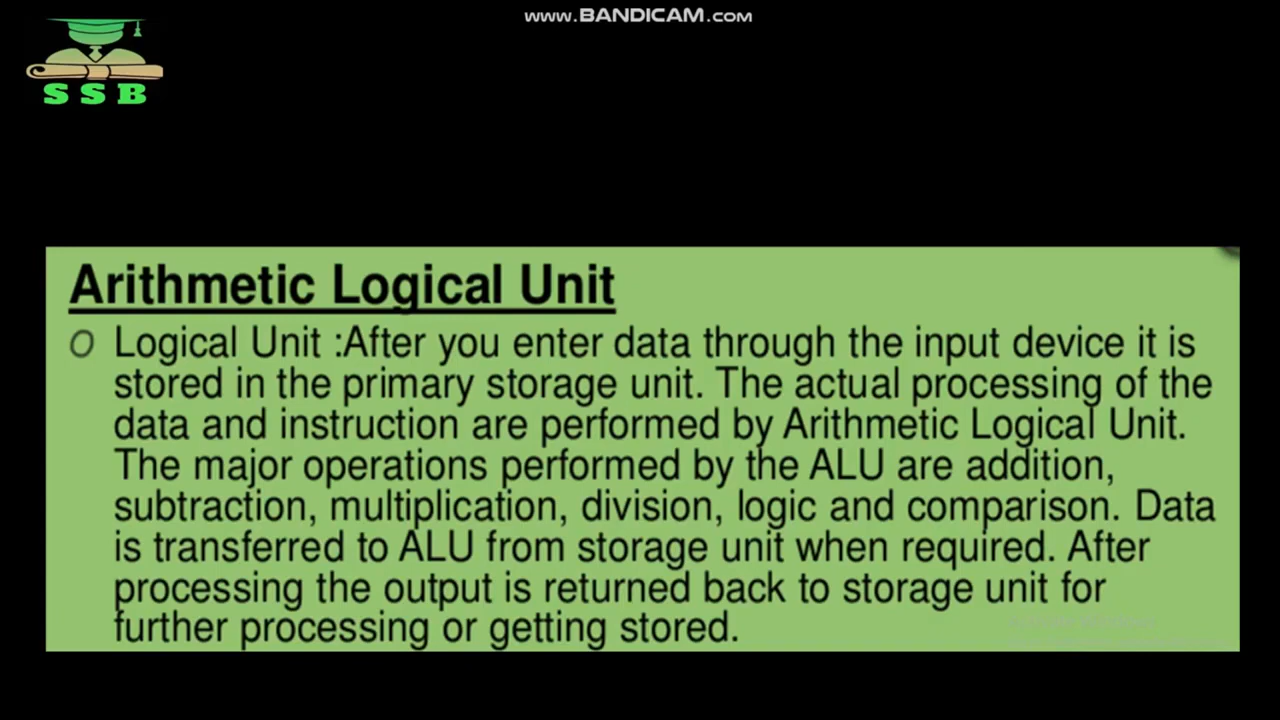 www.BANDICAM.com
SSB
Arithmetic Logical Unit
O Logical Unit :After you enter data through the input device it is
stored in the primary storage unit. The actual processing of the
data and instruction are performed by Arithmetic Logical Unit.
The major operations performed by the ALU are addition,
subtraction, multiplication, division, logic and comparison. Data
is transferred to ALU from storage unit when required. After
processing the output is returned back to storage unit for
further processing or getting stored.